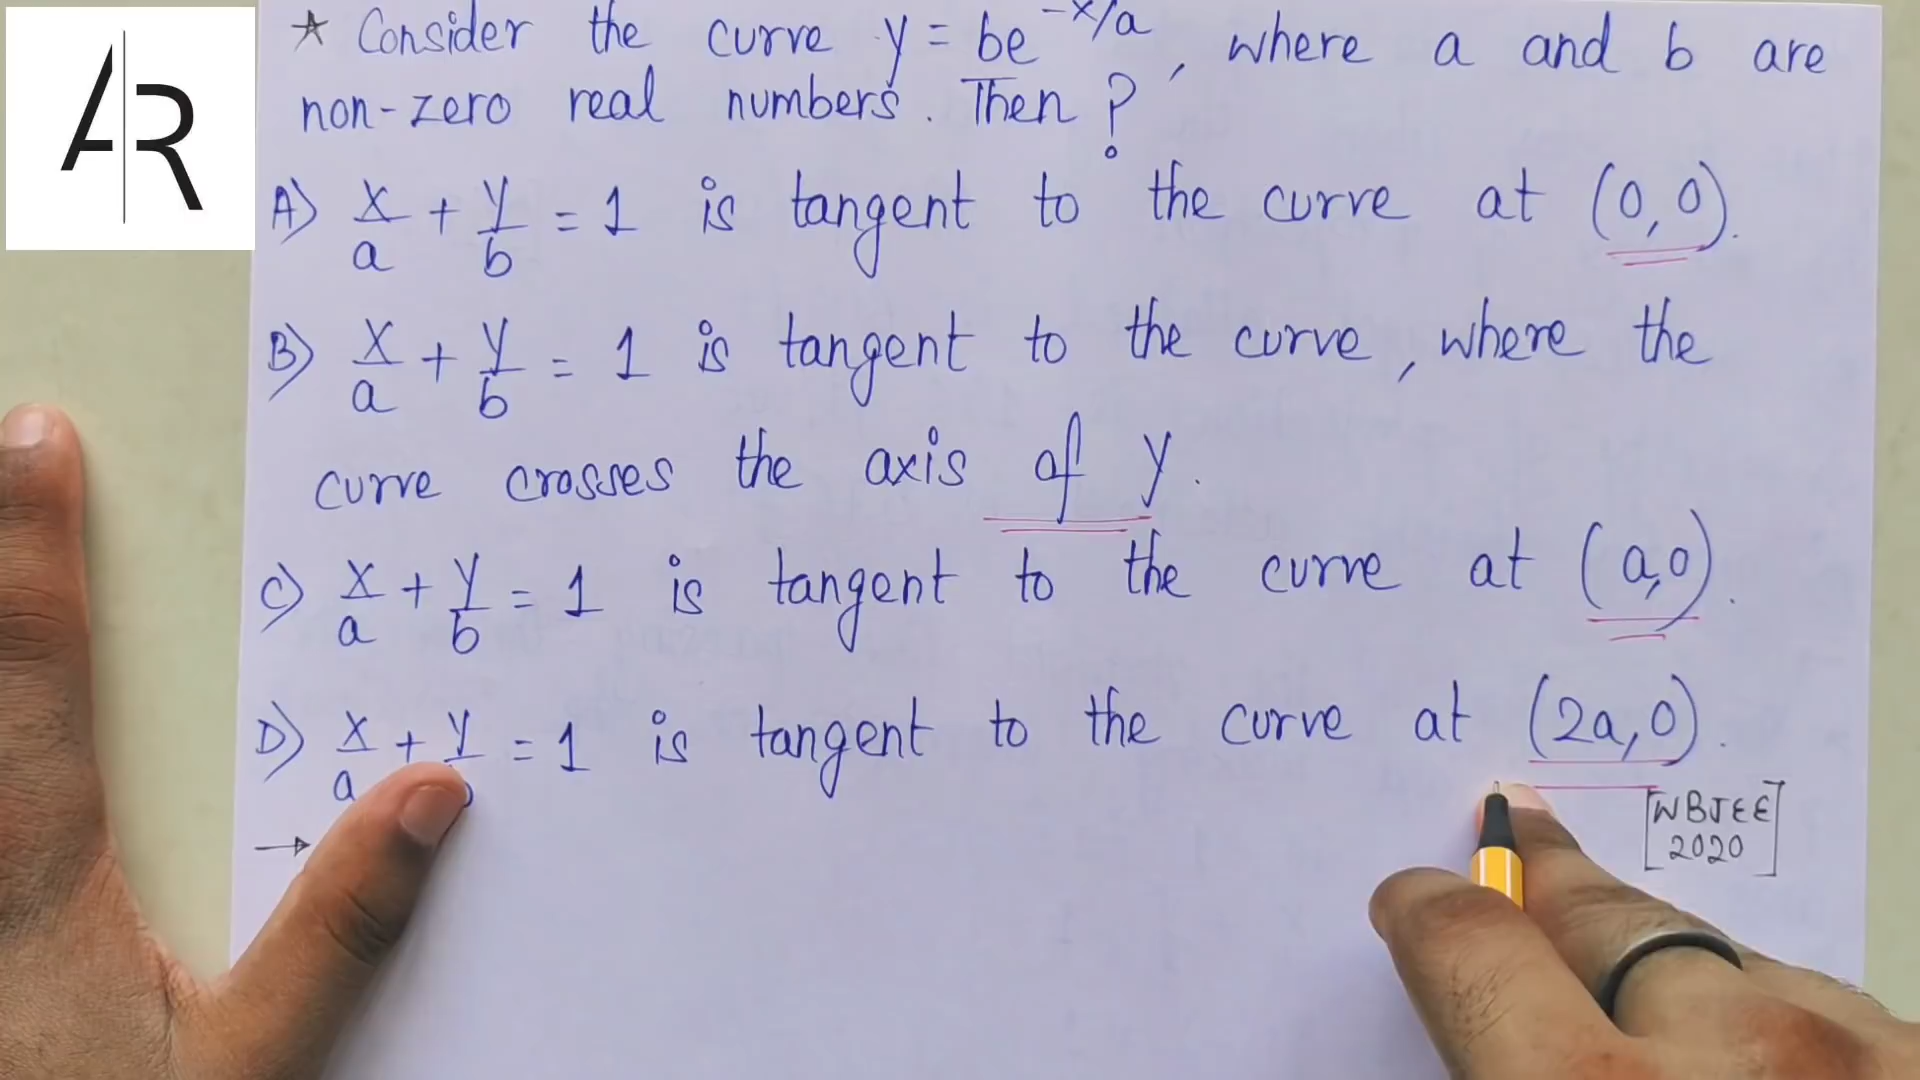 AR
★ Consider the curve y = be^{-x/a}, where a and b are
non-zero real numbers. Then ?
A) x/a + y/b = 1 is tangent to the curve at (0,0).
B) x/a + y/b = 1 is tangent to the curve, where the
curve crosses the axis of y.
C) x/a + y/b = 1 is tangent to the curve at (a,0).
D) x/a + y/b = 1 is tangent to the curve at (2a,0).
[WBJEE
2020]
→